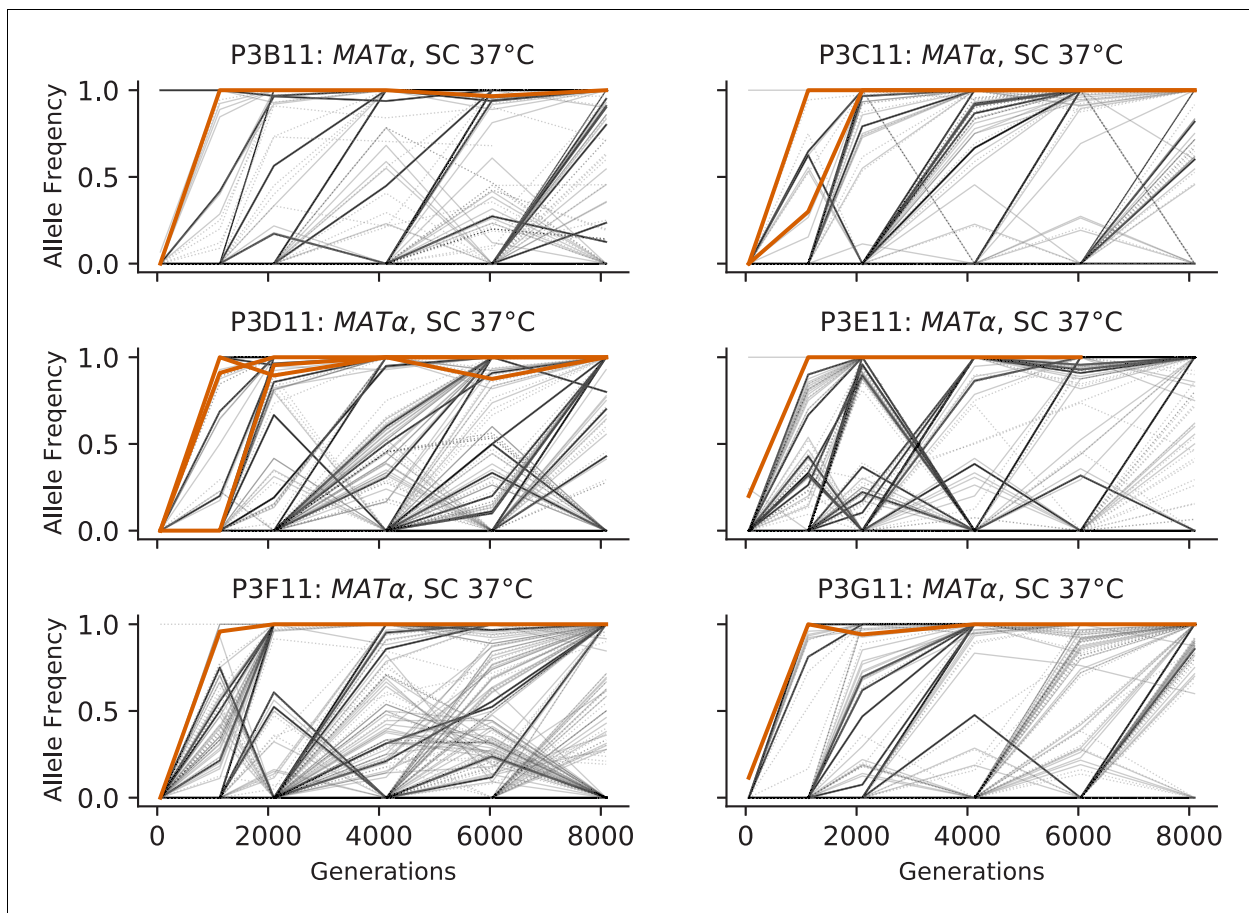 P3B11: MATα, SC 37°C
P3C11: MATα, SC 37°C
Allele Freqency
1.0
0.5
0.0
P3D11: MATα, SC 37°C
P3E11: MATα, SC 37°C
Allele Freqency
1.0
0.5
0.0
P3F11: MATα, SC 37°C
P3G11: MATα, SC 37°C
Allele Freqency
1.0
0.5
0.0
0 2000 4000 6000 8000
0 2000 4000 6000 8000
Generations
Generations